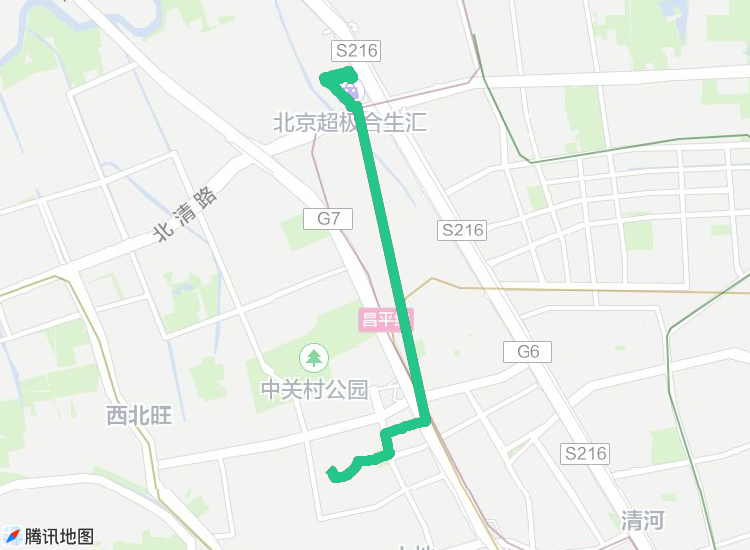 S216
北京超极合生汇
北清路
G7
S216
昌平线
G6
中关村公园
西北旺
S216
清河
腾讯地图